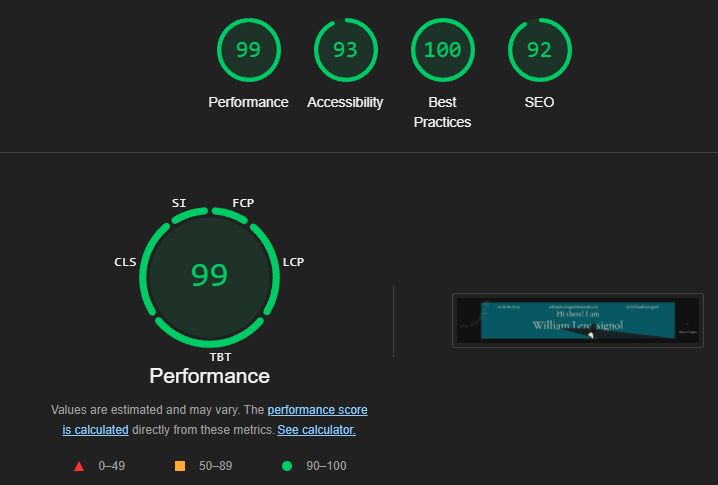 99
93
100
92
Performance
Accessibility
Best
Practices
SEO
SI
FCP
CLS
LCP
99
TBT
Performance
Values are estimated and may vary. The performance score
is calculated directly from these metrics. See calculator.
0–49
50–89
90–100
Hi there! I am
William Lere signol